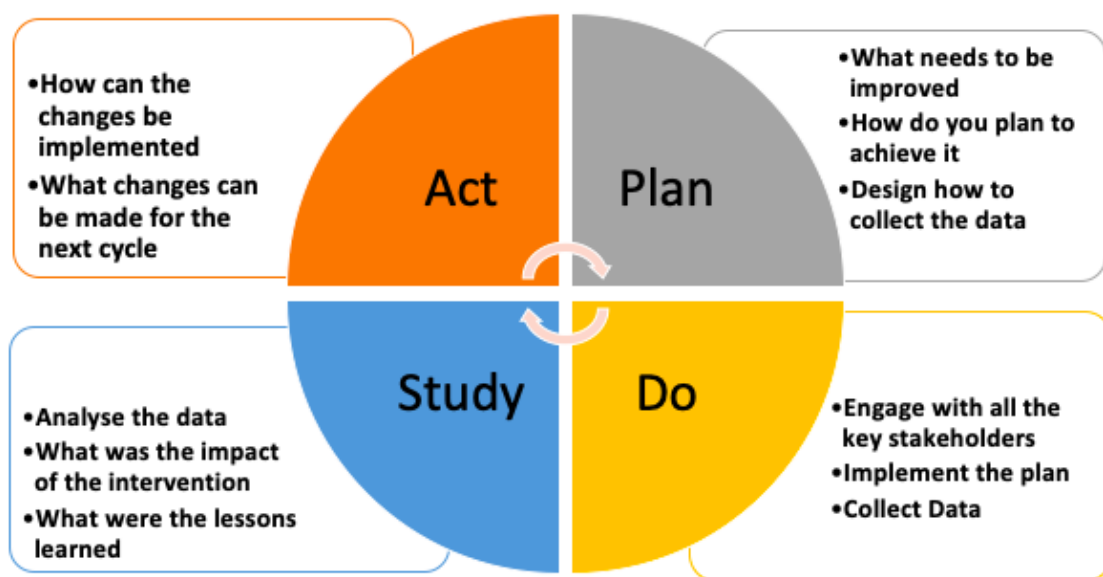 •How can the
changes be
implemented
•What changes can
be made for the
next cycle
Act
Plan
•What needs to be
improved
•How do you plan to
achieve it
•Design how to
collect the data
•Analyse the data
•What was the impact
of the intervention
•What were the lessons
learned
Study
Do
•Engage with all the
key stakeholders
•Implement the plan
•Collect Data